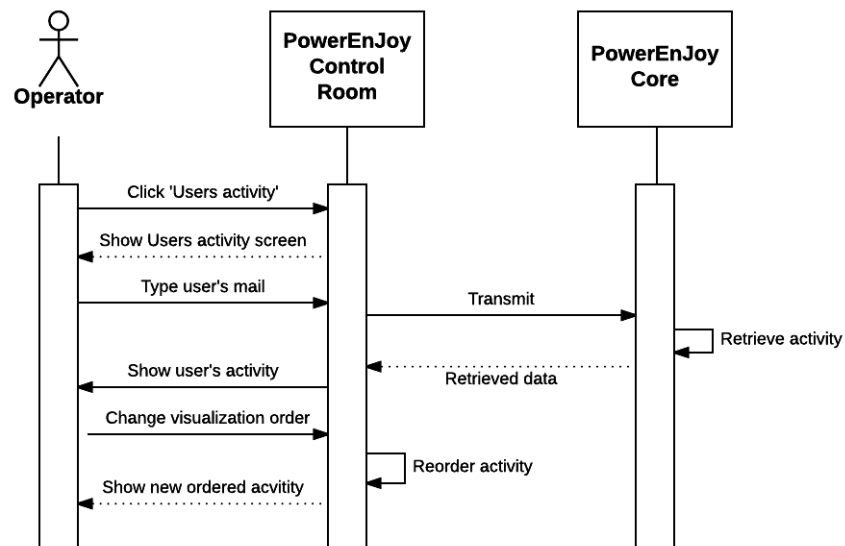 PowerEnJoy
Control
Room
PowerEnJoy
Core
Operator
Click 'Users activity'
Show Users activity screen
Type user's mail
Transmit
Retrieve activity
Show user's activity
Retrieved data
Change visualization order
Reorder activity
Show new ordered acvitity